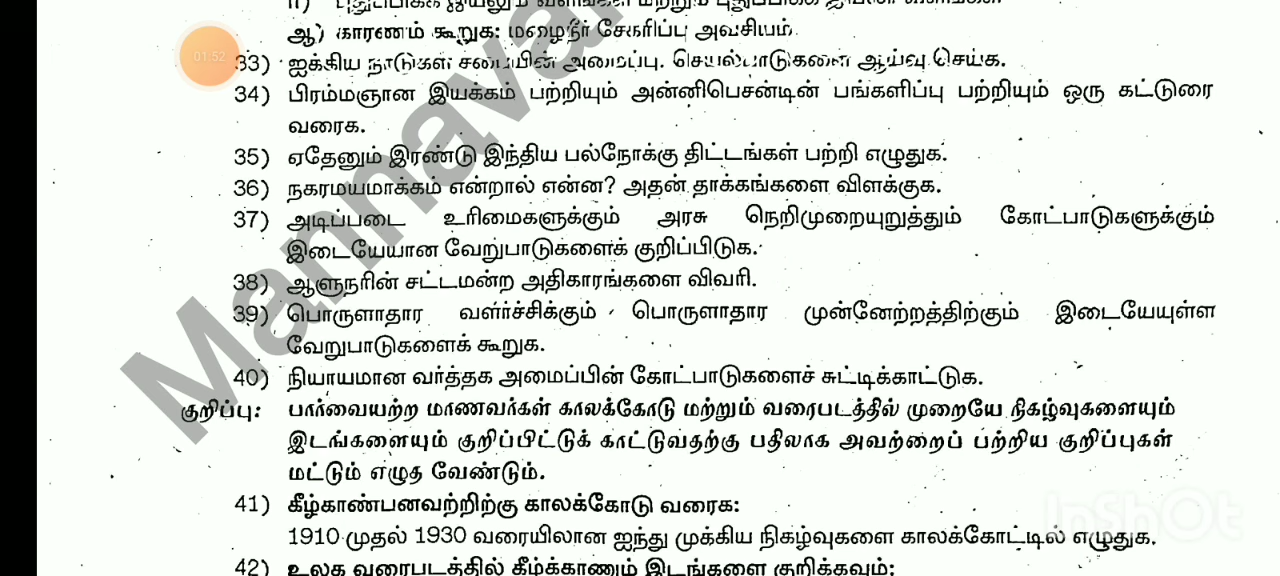 ஆ) காரணம் கூறுக: மழைநீர் சேகரிப்பு அவசியம்.
01:52
33) ஐக்கிய நாடுகள் சபையின் அமைப்பு, செயல்பாடுகளை ஆய்வு செய்க.
34) பிரம்மஞான இயக்கம் பற்றியும் அன்னிபெசன்டின் பங்களிப்பு பற்றியும் ஒரு கட்டுரை
வரைக.
35) ஏதேனும் இரண்டு இந்திய பல்நோக்கு திட்டங்கள் பற்றி எழுதுக.
36) நகரமயமாக்கம் என்றால் என்ன? அதன் தாக்கங்களை விளக்குக.
37) அடிப்படை உரிமைகளுக்கும் அரசு நெறிமுறையுறுத்தும் கோட்பாடுகளுக்கும்
இடையேயான வேறுபாடுகளைக் குறிப்பிடுக.
38) ஆளுநரின் சட்டமன்ற அதிகாரங்களை விவரி.
39) பொருளாதார வளர்ச்சிக்கும் பொருளாதார முன்னேற்றத்திற்கும் இடையேயுள்ள
வேறுபாடுகளைக் கூறுக.
40) நியாயமான வர்த்தக அமைப்பின் கோட்பாடுகளைச் சுட்டிக்காட்டுக.
குறிப்பு: பார்வையற்ற மாணவர்கள் காலக்கோடு மற்றும் வரைபடத்தில் முறையே நிகழ்வுகளையும்
இடங்களையும் குறிப்பிட்டுக் காட்டுவதற்கு பதிலாக அவற்றைப் பற்றிய குறிப்புகள்
மட்டும் எழுத வேண்டும்.
41) கீழ்காண்பனவற்றிற்கு காலக்கோடு வரைக:
1910 முதல் 1930 வரையிலான ஐந்து முக்கிய நிகழ்வுகளை காலக்கோட்டில் எழுதுக.
InShOt
42) உலக வரைபடத்தில் கீழ்க்காணும் இடங்களை குறிக்கவும்:
Mannava